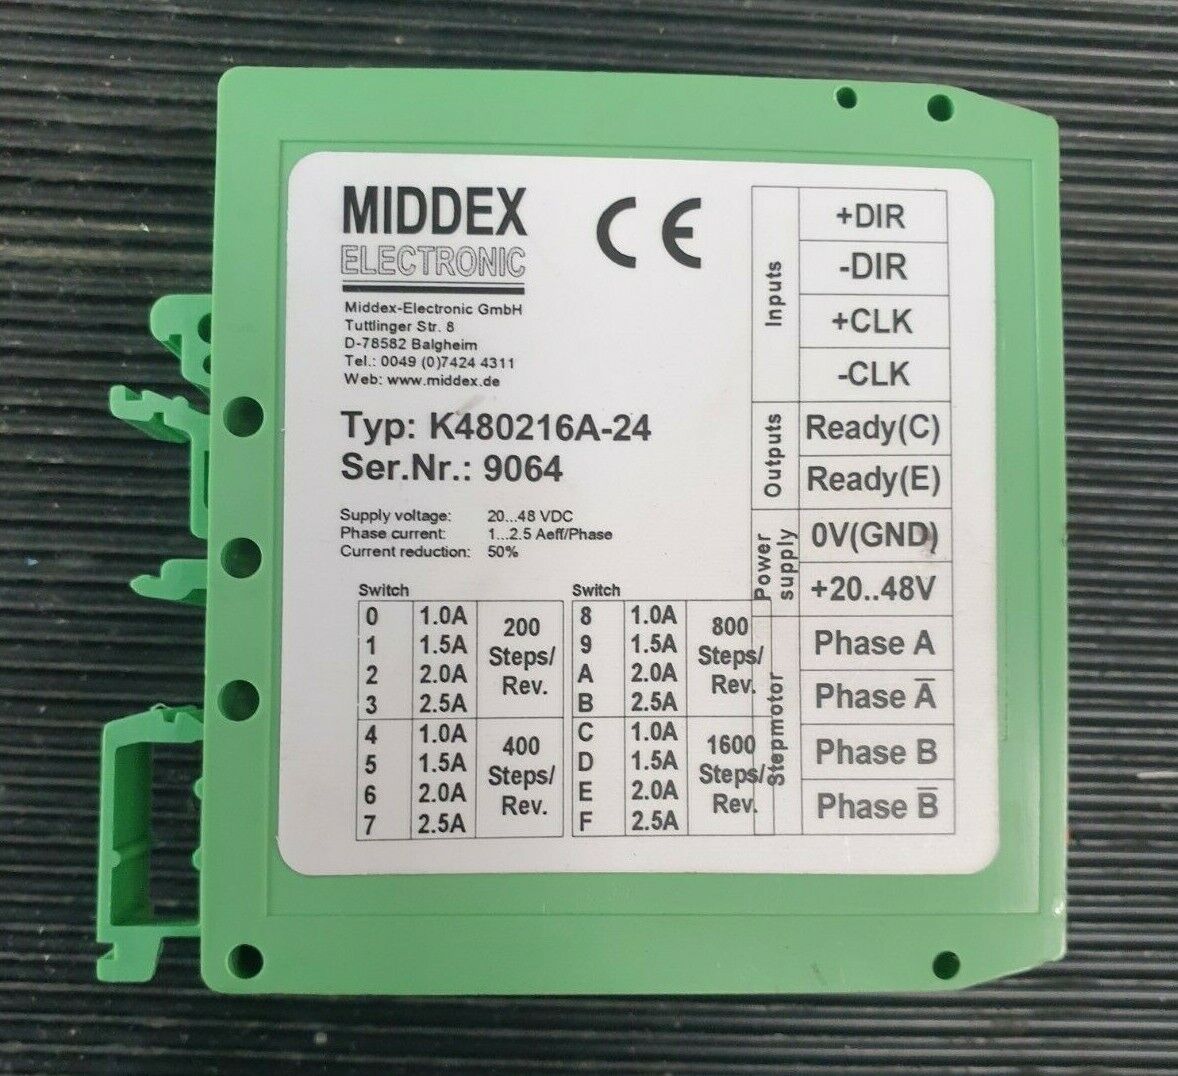 MIDDEX
ELECTRONIC
CE
Middex-Electronic GmbH
Tuttlinger Str. 8
D-78582 Balgheim
Tel.: 0049 (0)7424 4311
Web: www.middex.de
Typ: K480216A-24
Ser.Nr.: 9064
Supply voltage: 20...48 VDC
Phase current: 1...2.5 Aeff/Phase
Current reduction: 50%
Switch
0 1.0A
1 1.5A
2 2.0A
3 2.5A
200
Steps/
Rev.
4 1.0A
5 1.5A
6 2.0A
7 2.5A
400
Steps/
Rev.
Switch
8 1.0A
9 1.5A
A 2.0A
B 2.5A
800
Steps/
Rev.
C 1.0A
D 1.5A
E 2.0A
F 2.5A
1600
Steps/
Rev.
Inputs
+DIR
-DIR
+CLK
-CLK
Outputs
Ready(C)
Ready(E)
Power
supply
0V(GND)
+20..48V
Stepmotor
Phase A
Phase A̅
Phase B
Phase B̅